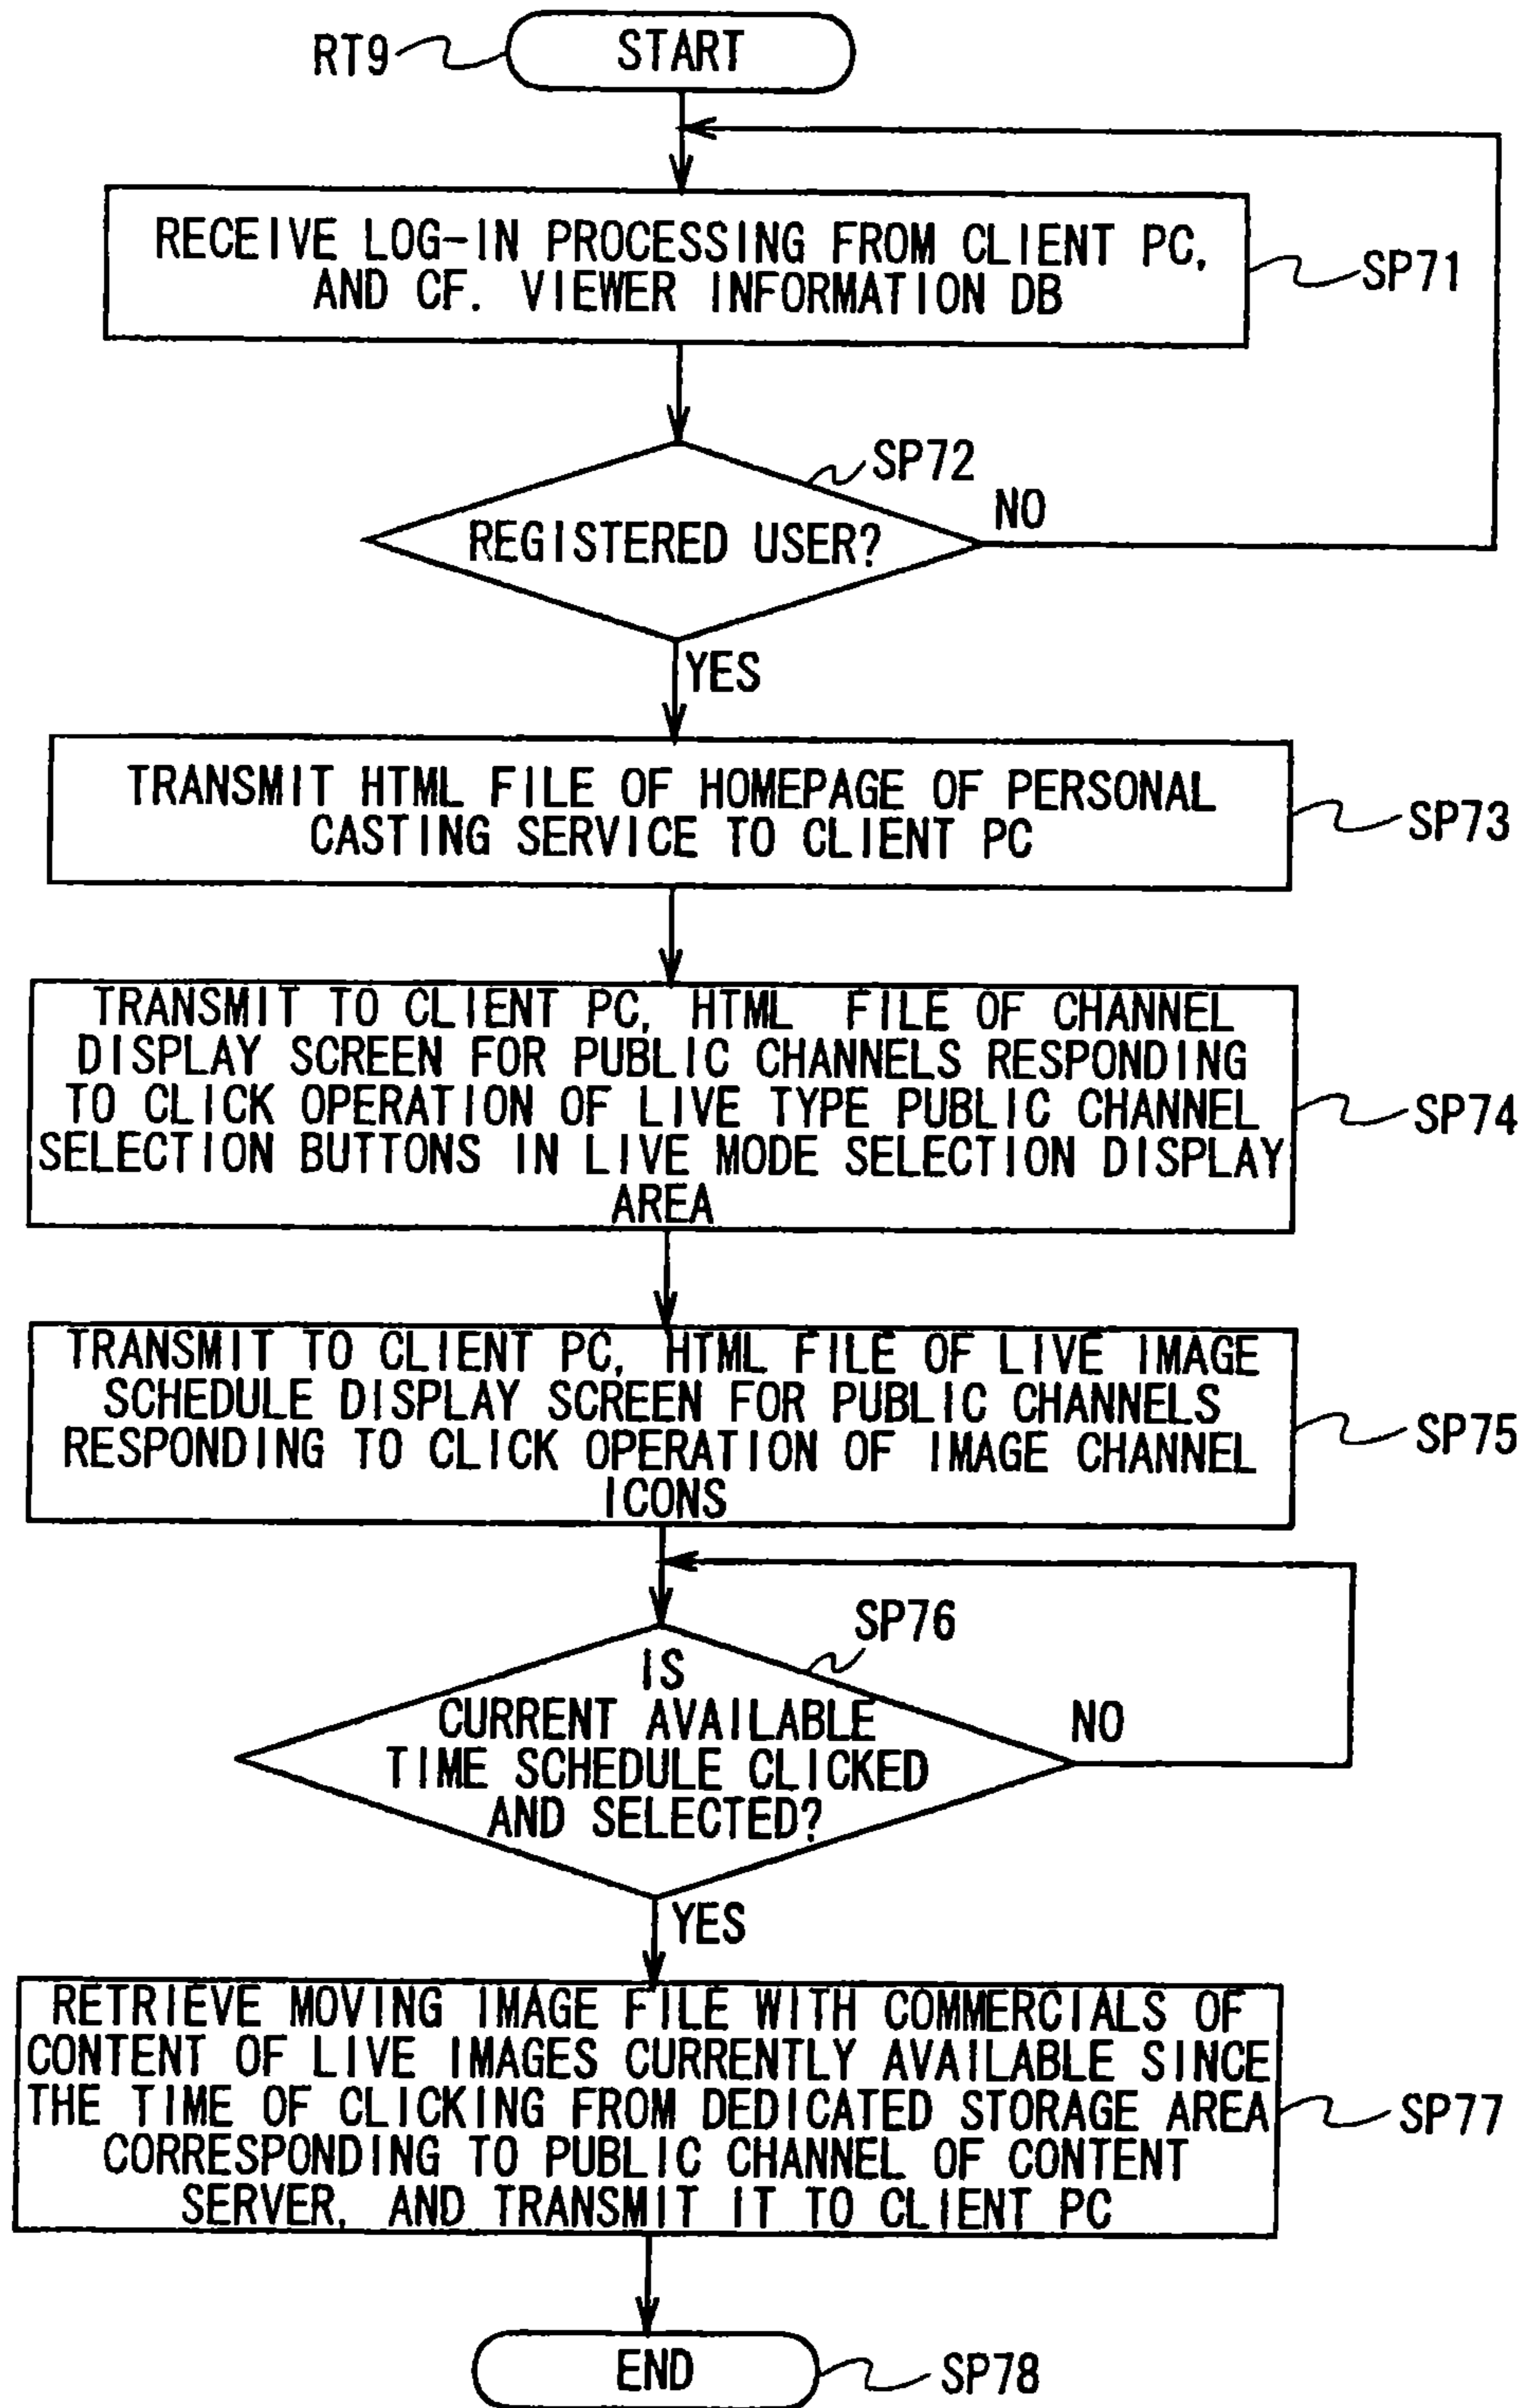 RT9
START
RECEIVE LOG-IN PROCESSING FROM CLIENT PC,
AND CF. VIEWER INFORMATION DB
SP71
SP72
REGISTERED USER?
NO
YES
TRANSMIT HTML FILE OF HOMEPAGE OF PERSONAL
CASTING SERVICE TO CLIENT PC
SP73
TRANSMIT TO CLIENT PC, HTML FILE OF CHANNEL
DISPLAY SCREEN FOR PUBLIC CHANNELS RESPONDING
TO CLICK OPERATION OF LIVE TYPE PUBLIC CHANNEL
SELECTION BUTTONS IN LIVE MODE SELECTION DISPLAY
AREA
SP74
TRANSMIT TO CLIENT PC, HTML FILE OF LIVE IMAGE
SCHEDULE DISPLAY SCREEN FOR PUBLIC CHANNELS
RESPONDING TO CLICK OPERATION OF IMAGE CHANNEL
ICONS
SP75
SP76
IS
CURRENT AVAILABLE
TIME SCHEDULE CLICKED
AND SELECTED?
NO
YES
RETRIEVE MOVING IMAGE FILE WITH COMMERCIALS OF
CONTENT OF LIVE IMAGES CURRENTLY AVAILABLE SINCE
THE TIME OF CLICKING FROM DEDICATED STORAGE AREA
CORRESPONDING TO PUBLIC CHANNEL OF CONTENT
SERVER, AND TRANSMIT IT TO CLIENT PC
SP77
END
SP78